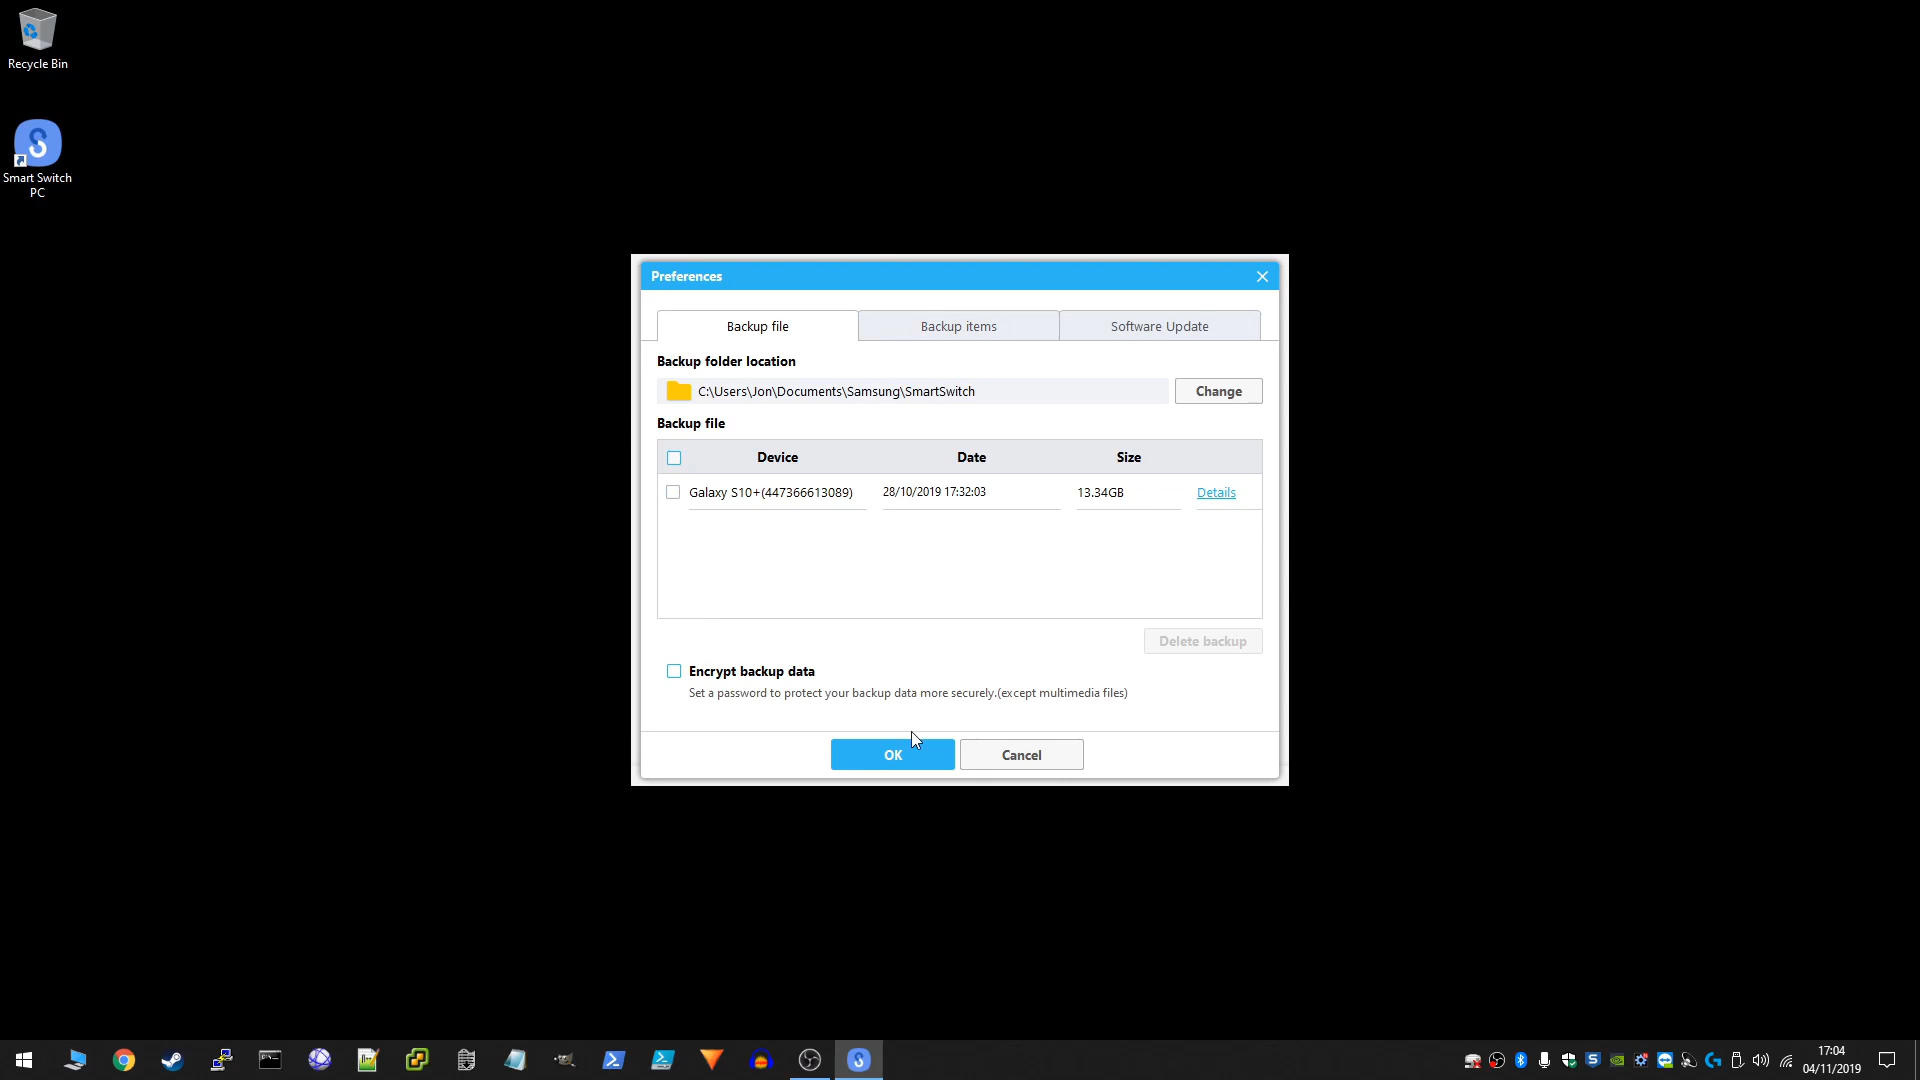 Recycle Bin
Smart Switch
PC
Preferences
Backup file
Backup items
Software Update
Backup folder location
C:\Users\Jon\Documents\Samsung\SmartSwitch
Change
Backup file
Device
Date
Size
Galaxy S10+(447366613089)
28/10/2019 17:32:03
13.34GB
Details
Delete backup
Encrypt backup data
Set a password to protect your backup data more securely.(except multimedia files)
OK
Cancel
17:04
04/11/2019